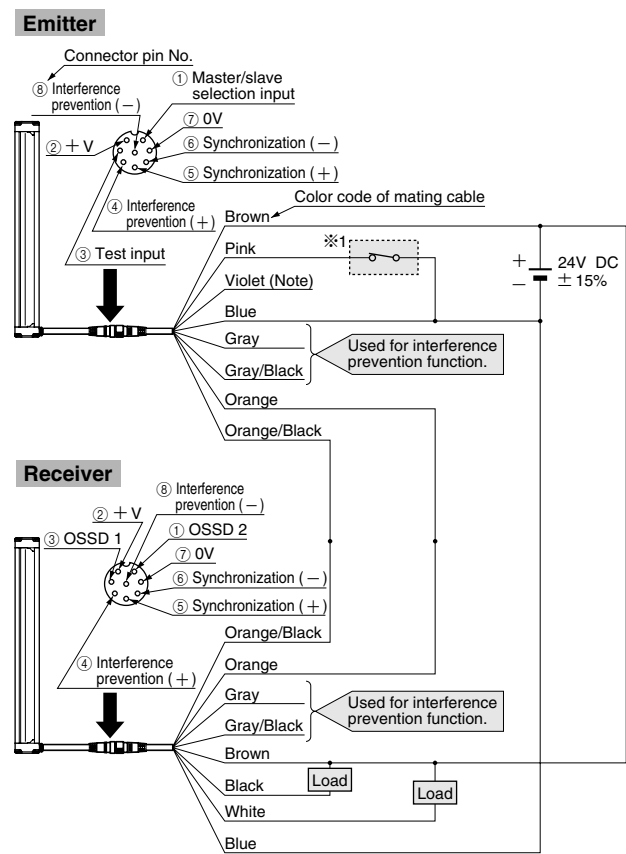 Emitter
Connector pin No.
⑧ Interference
prevention (－)
① Master/slave
selection input
⑦ 0V
② ＋V
⑥ Synchronization (－)
⑤ Synchronization (＋)
④ Interference
prevention (＋)
③ Test input
Color code of mating cable
Brown
※1
Pink
＋
24V DC
－
±15%
Violet (Note)
Blue
Gray
Used for interference
prevention function.
Gray/Black
Orange
Orange/Black
Receiver
⑧ Interference
prevention (－)
② ＋V
① OSSD 2
③ OSSD 1
⑦ 0V
⑥ Synchronization (－)
⑤ Synchronization (＋)
Orange/Black
④ Interference
prevention (＋)
Orange
Gray
Used for interference
prevention function.
Gray/Black
Brown
Black
Load
Load
White
Blue